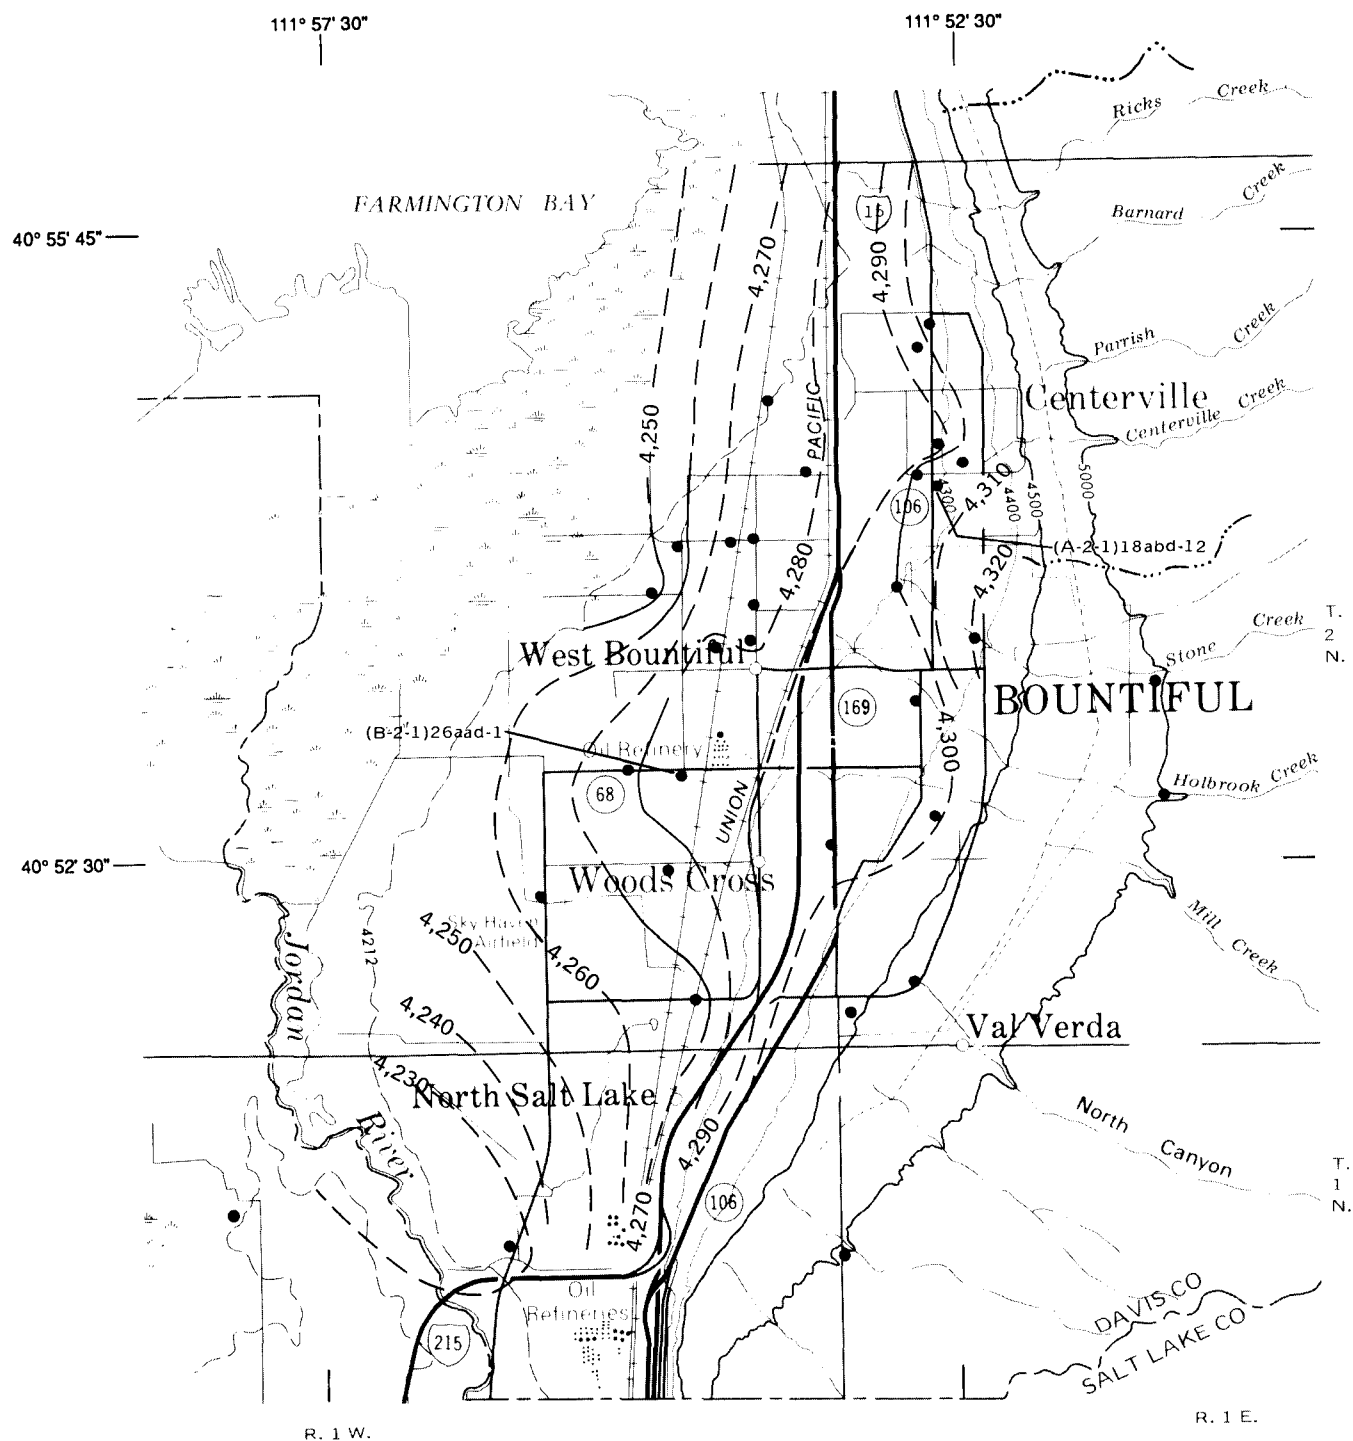 111° 57' 30"
111° 52' 30"
Ricks Creek
FARMINGTON BAY
Barnard Creek
15
40° 55' 45"
4,270
4,290
Parrish Creek
Centerville
Centerville Creek
4,250
PACIFIC
5000
4,310
4500
4400
4300
106
(A-2-1)18abd-12
4,280
4,320
T.
2
N.
Stone Creek
West Bountiful
BOUNTIFUL
169
(B-2-1)26aad-1
Oil Refinery
4,300
Holbrook Creek
68
UNION
40° 52' 30"
Woods Cross
Mill Creek
4,250
Sky Haven
Airfield
4212
Jordan
4,260
4,240
Val Verda
4,230
North Salt Lake
River
North Canyon
4,290
T.
1
N.
106
4,270
Oil
Refineries
DAVIS CO
SALT LAKE CO
215
R. 1 W.
R. 1 E.